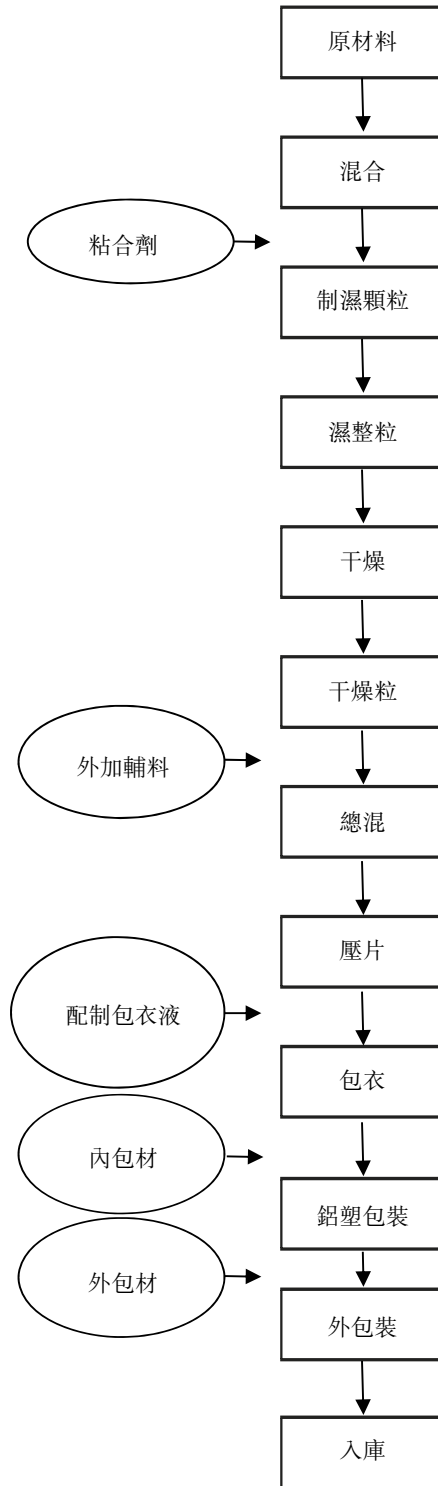 原材料
混合
粘合劑
制濕顆粒
濕整粒
干燥
干燥粒
外加輔料
總混
壓片
配制包衣液
包衣
內包材
鋁塑包裝
外包材
外包裝
入庫